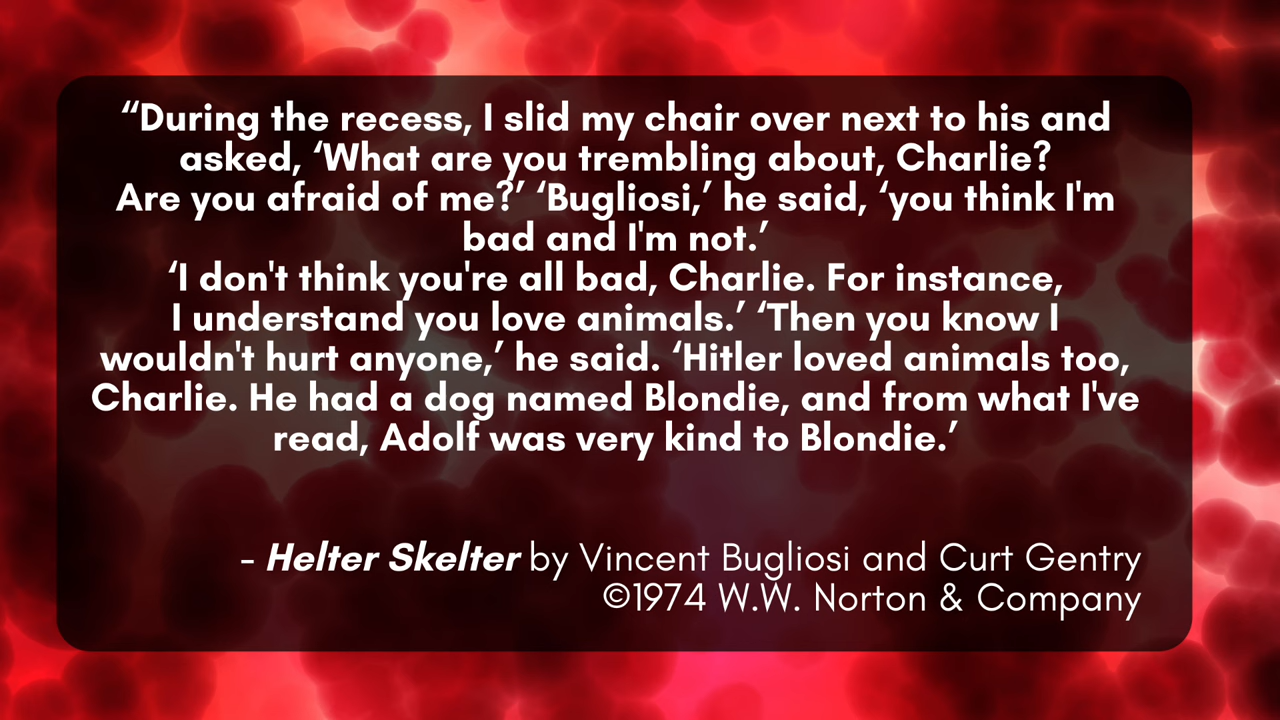 “During the recess, I slid my chair over next to his and
asked, ‘What are you trembling about, Charlie?
Are you afraid of me?’ ‘Bugliosi,’ he said, ‘you think I'm
bad and I'm not.’
‘I don't think you're all bad, Charlie. For instance,
I understand you love animals.’ ‘Then you know I
wouldn't hurt anyone,’ he said. ‘Hitler loved animals too,
Charlie. He had a dog named Blondie, and from what I've
read, Adolf was very kind to Blondie.’
- Helter Skelter by Vincent Bugliosi and Curt Gentry
©1974 W.W. Norton & Company